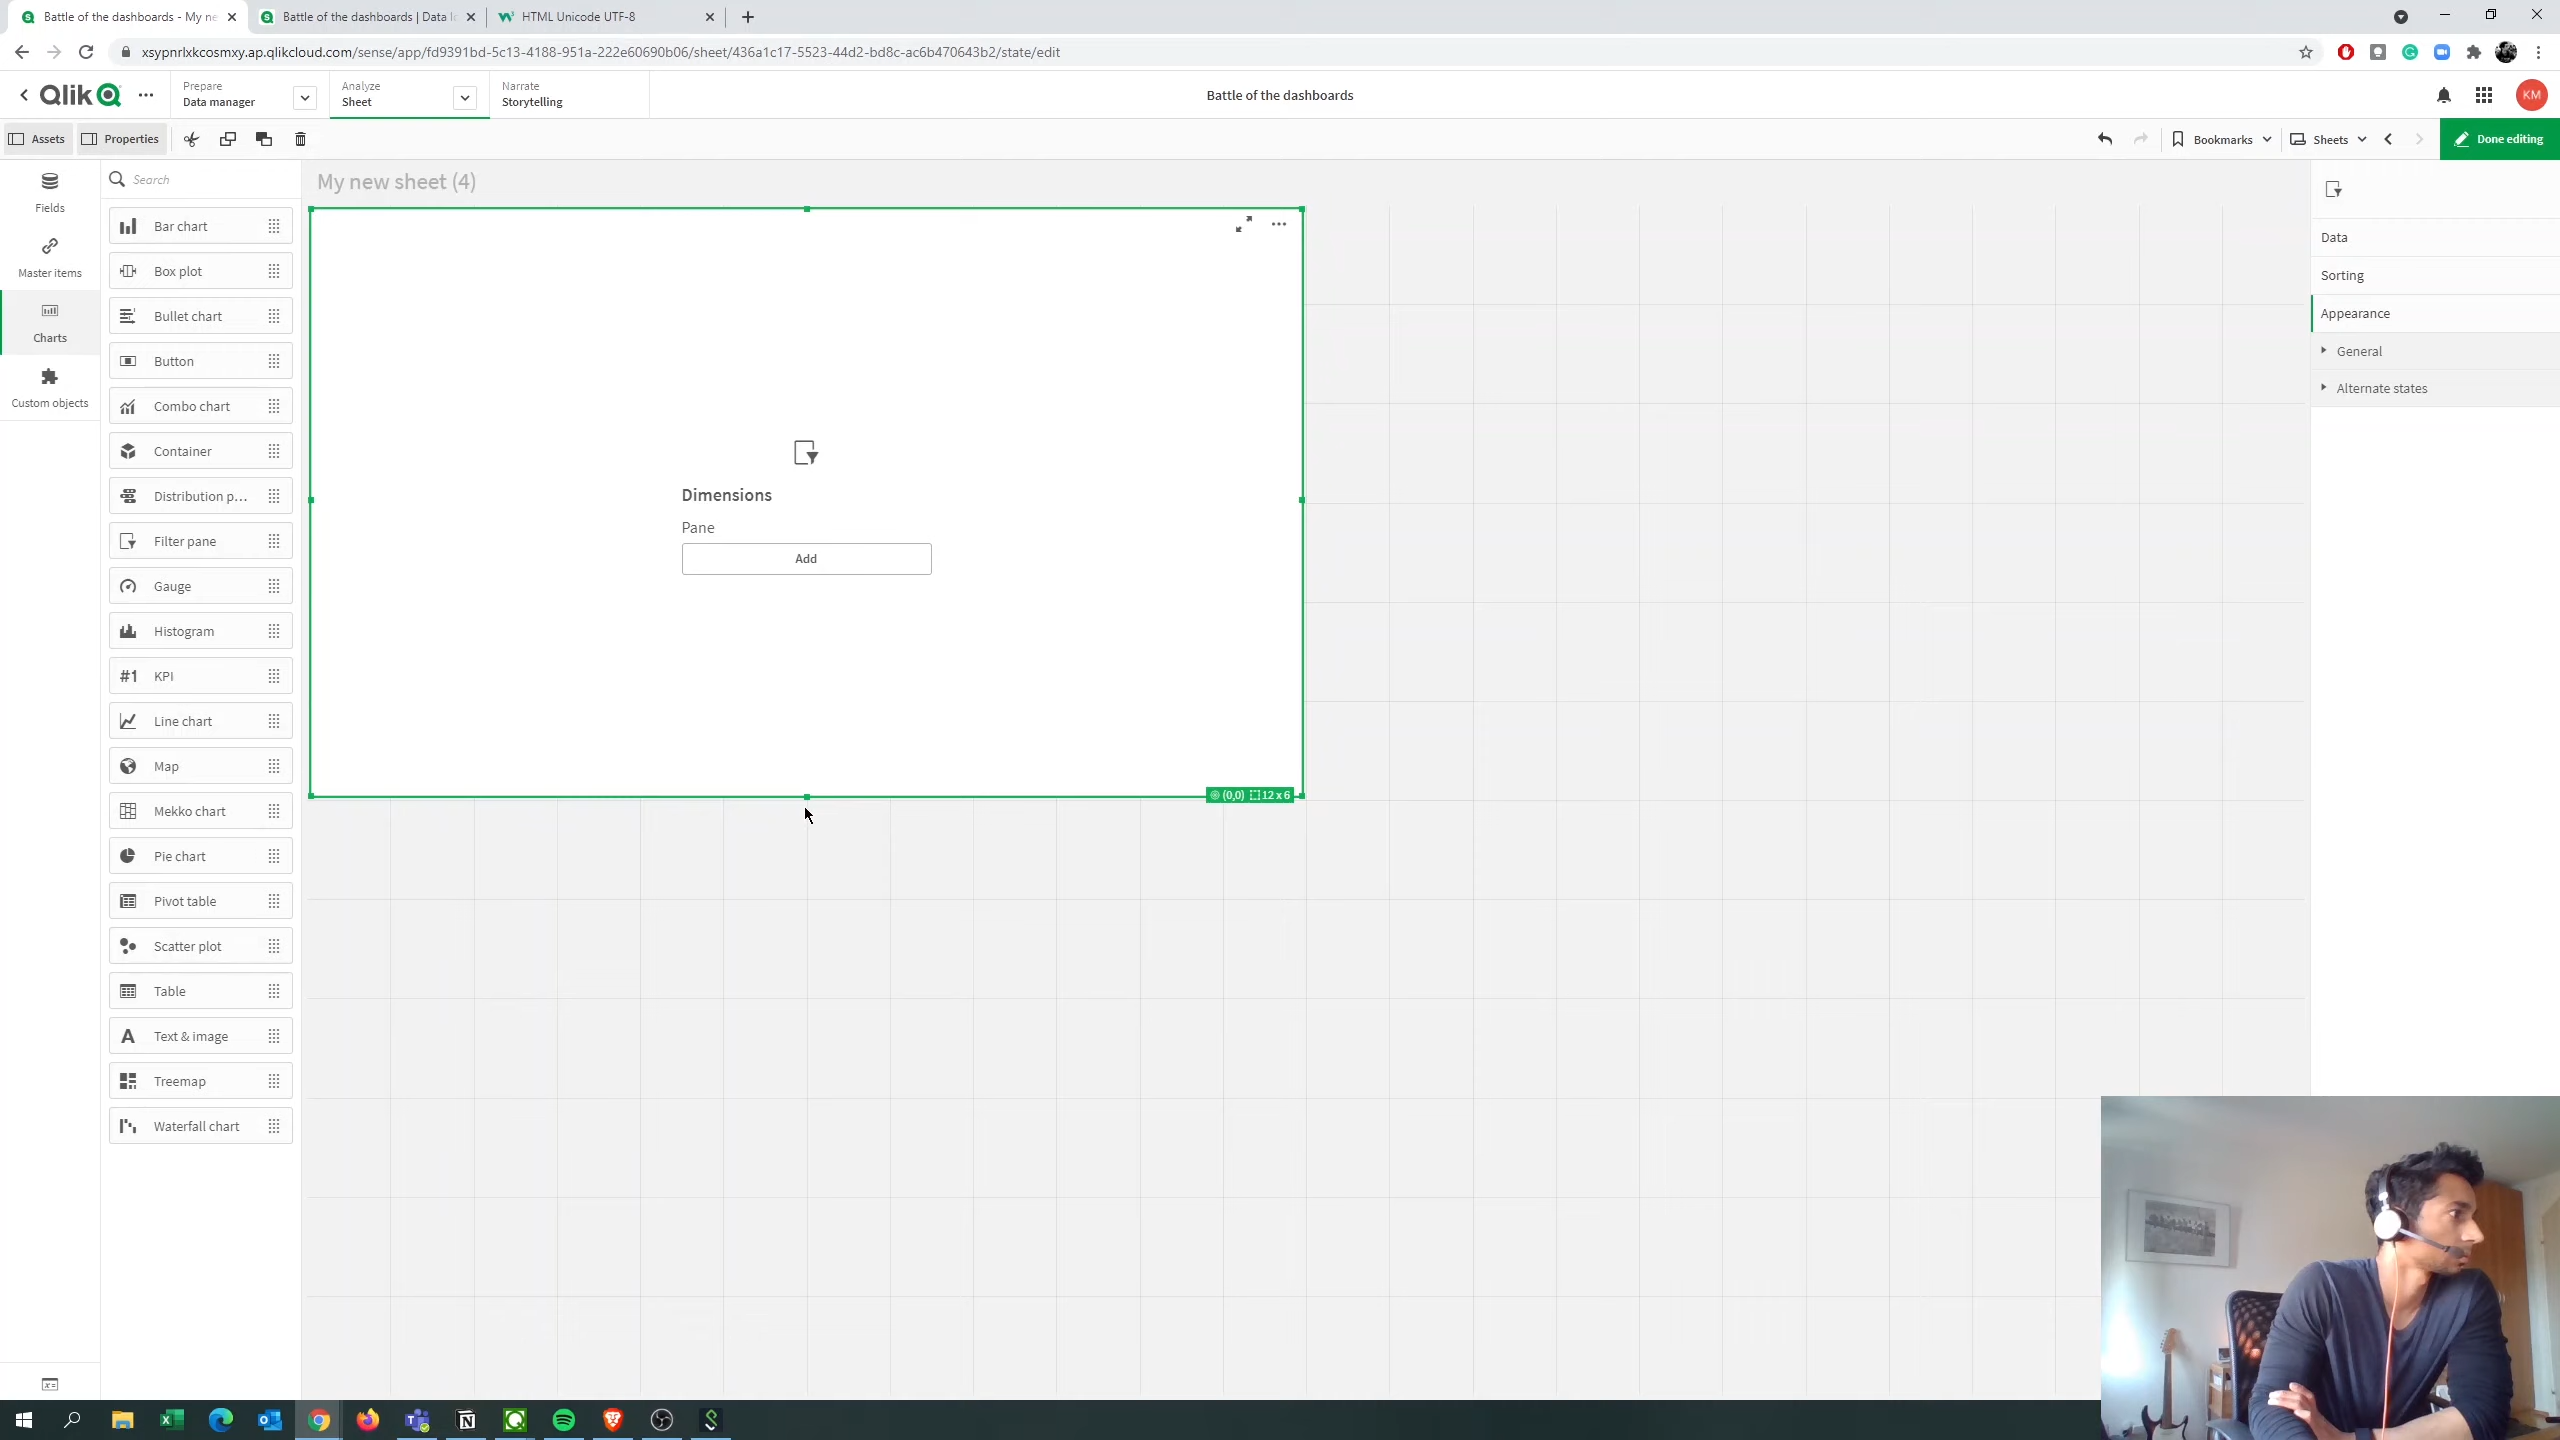 Battle of the dashboards - My ne
Battle of the dashboards | Data lo
HTML Unicode UTF-8
xsypnrlxkcosmxy.ap.qlikcloud.com/sense/app/fd9391bd-5c13-4188-951a-222e60690b06/sheet/436a1c17-5523-44d2-bd8c-ac6b470643b2/state/edit
Qlik
Prepare
Data manager
Analyze
Sheet
Narrate
Storytelling
Battle of the dashboards
KM
Assets
Properties
Bookmarks
Sheets
Done editing
Fields
Master items
Charts
Custom objects
Search
Bar chart
Box plot
Bullet chart
Button
Combo chart
Container
Distribution p...
Filter pane
Gauge
Histogram
#1 KPI
Line chart
Map
Mekko chart
Pie chart
Pivot table
Scatter plot
Table
A Text & image
Treemap
Waterfall chart
My new sheet (4)
Dimensions
Pane
Add
(0,0) 12 x 6
Data
Sorting
Appearance
General
Alternate states